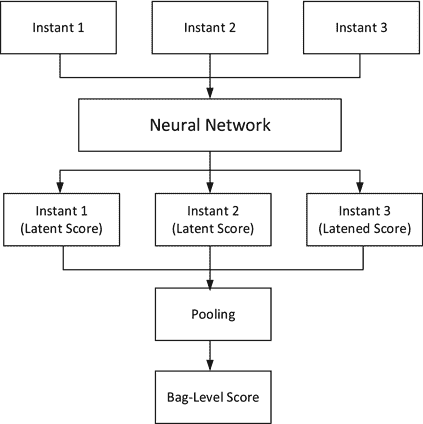 Instant 1
Instant 2
Instant 3
Neural Network
Instant 1
(Latent Score)
Instant 2
(Latent Score)
Instant 3
(Latened Score)
Pooling
Bag-Level Score